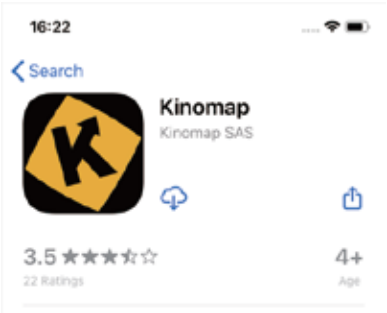 16:22
Search
Kinomap
Kinomap SAS
K
3.5 ★★★☆☆
4+
22 Ratings
Age